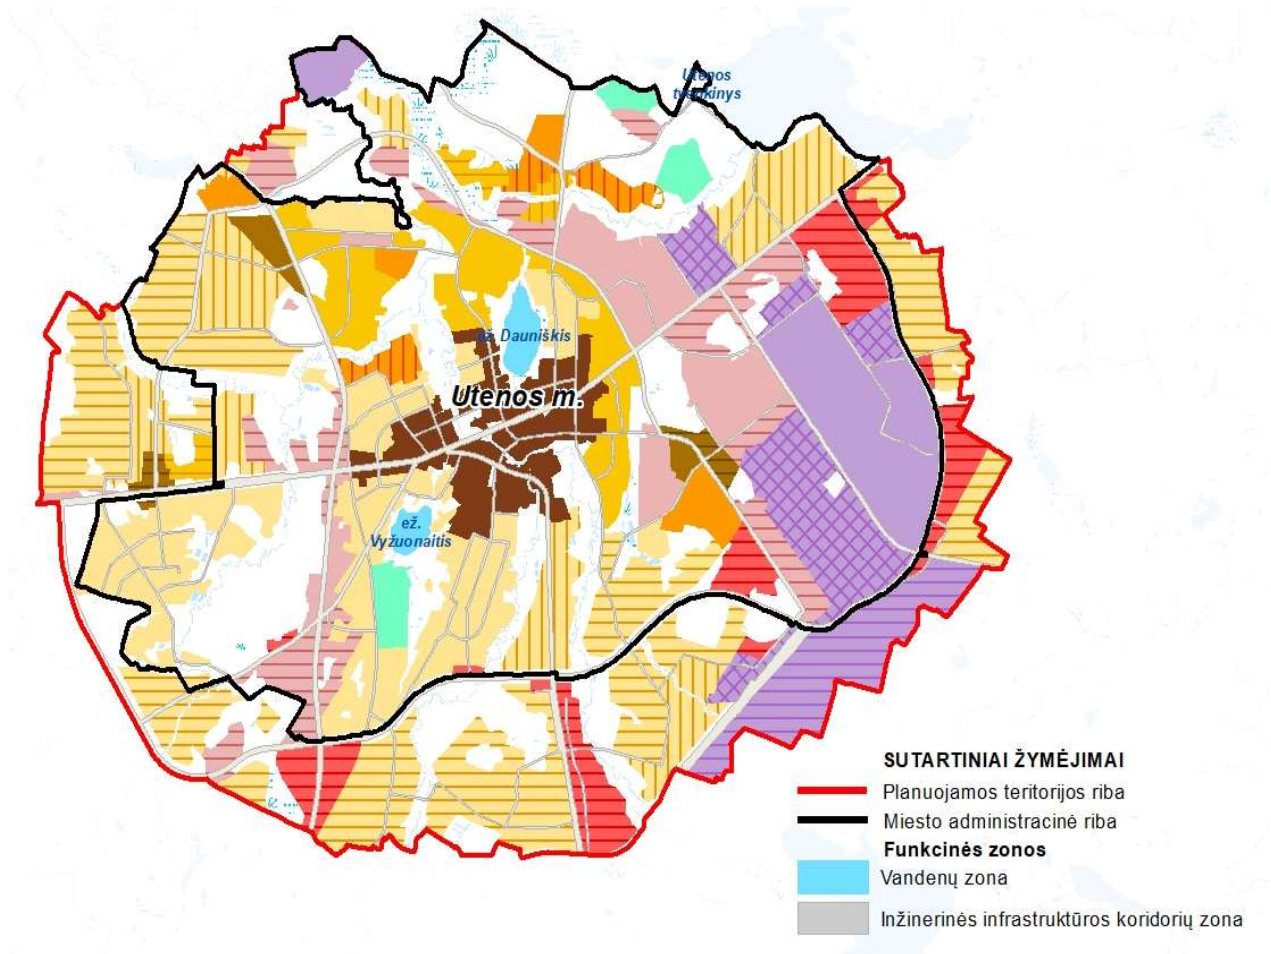 Utenos
tvenkinys
ež. Dauniškis
Utenos m.
ež.
Vyžuonaitis
SUTARTINIAI ŽYMĖJIMAI
Planuojamos teritorijos riba
Miesto administracinė riba
Funkcinės zonos
Vandenų zona
Inžinerinės infrastruktūros koridorių zona